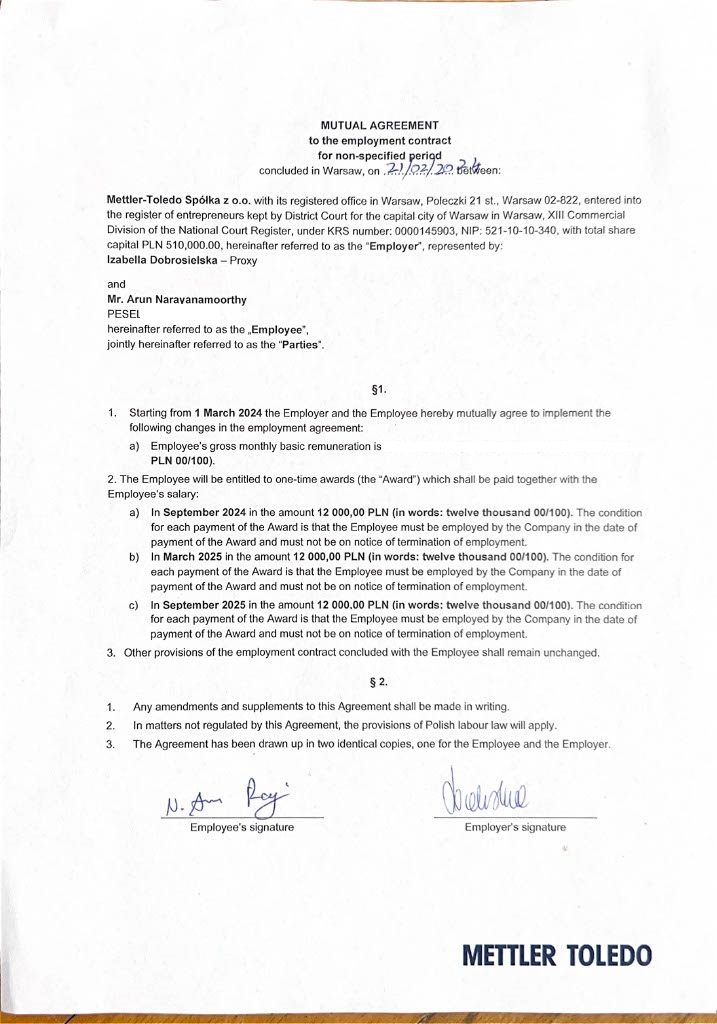 MUTUAL AGREEMENT
to the employment contract
for non-specified period
concluded in Warsaw, on 21/02/2024 between:
Mettler-Toledo Spółka z o.o. with its registered office in Warsaw, Poleczki 21 st., Warsaw 02-822, entered into
the register of entrepreneurs kept by District Court for the capital city of Warsaw in Warsaw, XIII Commercial
Division of the National Court Register, under KRS number: 0000145903, NIP: 521-10-10-340, with total share
capital PLN 510,000.00, hereinafter referred to as the “Employer”, represented by:
Izabella Dobrosielska – Proxy
and
Mr. Arun Narayanamoorthy
PESEL
hereinafter referred to as the „Employee”,
jointly hereinafter referred to as the “Parties”.
§1.
1. Starting from 1 March 2024 the Employer and the Employee hereby mutually agree to implement the
following changes in the employment agreement:
a) Employee's gross monthly basic remuneration is
PLN 00/100).
2. The Employee will be entitled to one-time awards (the “Award”) which shall be paid together with the
Employee's salary:
a) In September 2024 in the amount 12 000,00 PLN (in words: twelve thousand 00/100). The condition
for each payment of the Award is that the Employee must be employed by the Company in the date of
payment of the Award and must not be on notice of termination of employment.
b) In March 2025 in the amount 12 000,00 PLN (in words: twelve thousand 00/100). The condition for
each payment of the Award is that the Employee must be employed by the Company in the date of
payment of the Award and must not be on notice of termination of employment.
c) In September 2025 in the amount 12 000,00 PLN (in words: twelve thousand 00/100). The condition
for each payment of the Award is that the Employee must be employed by the Company in the date of
payment of the Award and must not be on notice of termination of employment.
3. Other provisions of the employment contract concluded with the Employee shall remain unchanged.
§ 2.
1. Any amendments and supplements to this Agreement shall be made in writing.
2. In matters not regulated by this Agreement, the provisions of Polish labour law will apply.
3. The Agreement has been drawn up in two identical copies, one for the Employee and the Employer.
N.
Employee's signature Employer's signature
METTLER TOLEDO